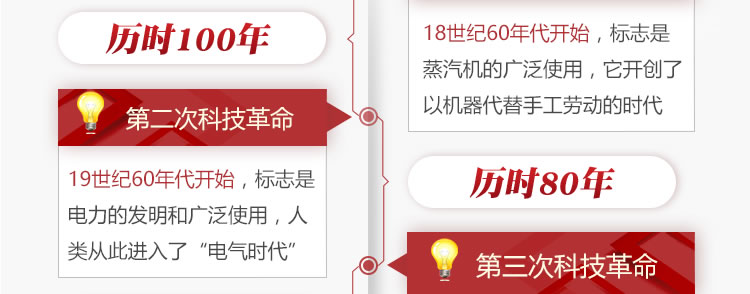 历时100年
18世纪60年代开始，标志是
蒸汽机的广泛使用，它开创了
以机器代替手工劳动的时代
第二次科技革命
19世纪60年代开始，标志是
电力的发明和广泛使用，人
类从此进入了“电气时代”
历时80年
第三次科技革命